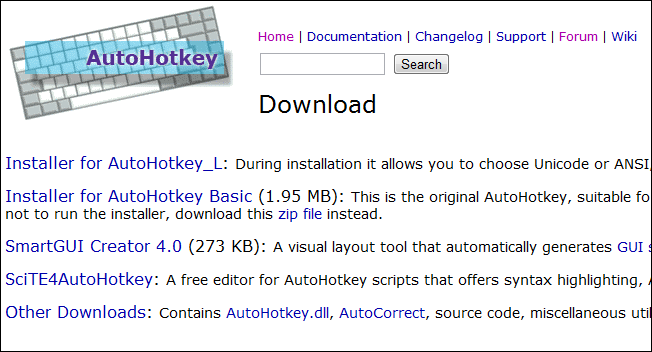 AutoHotkey
Home | Documentation | Changelog | Support | Forum | Wiki
Search
Download
Installer for AutoHotkey_L: During installation it allows you to choose Unicode or ANSI,
Installer for AutoHotkey Basic (1.95 MB): This is the original AutoHotkey, suitable fo
not to run the installer, download this zip file instead.
SmartGUI Creator 4.0 (273 KB): A visual layout tool that automatically generates GUI s
SciTE4AutoHotkey: A free editor for AutoHotkey scripts that offers syntax highlighting, A
Other Downloads: Contains AutoHotkey.dll, AutoCorrect, source code, miscellaneous util